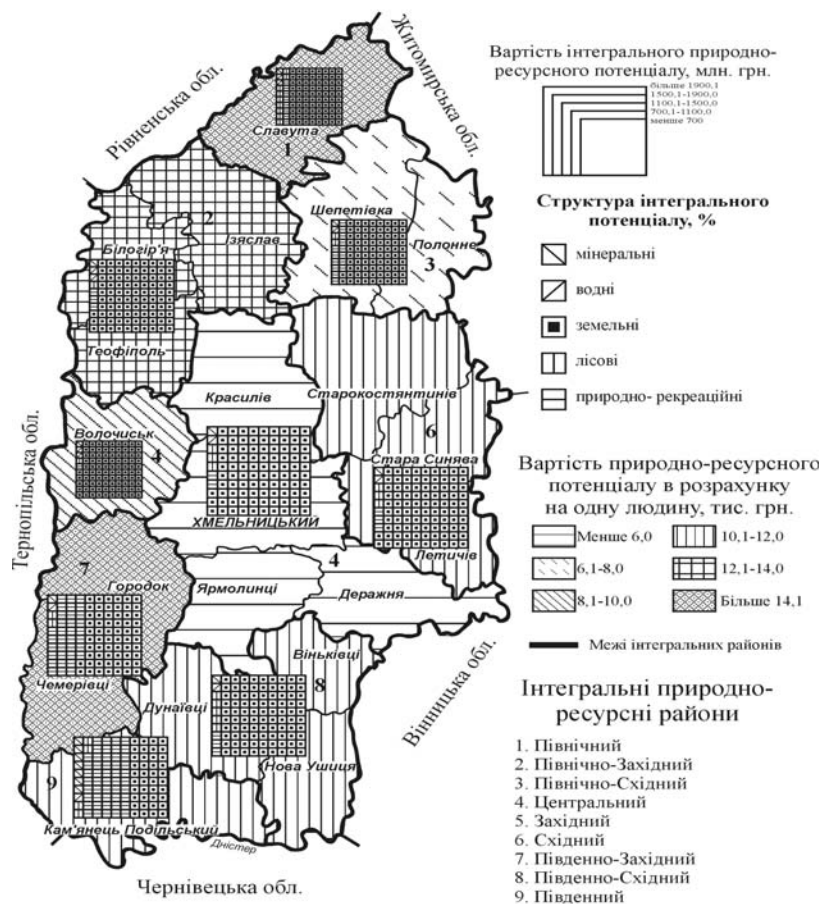 Рівненська обл.
Житомирська обл.
Славута
1
2
Ізяслав
Білогір'я
Теофіполь
Шепетівка
Полонне
3
Красилів
Старокостянтинів
6
Стара Синява
Летичів
Волочиськ
4
Тернопільська обл.
ХМЕЛЬНИЦЬКИЙ
4
Ярмолинці
Деражня
7
Городок
Чемерівці
Віньківці
8
Дунаївці
Нова Ушиця
Вінницька обл.
9
Кам'янець Подільський
Дністер
Чернівецька обл.
Вартість інтегрального природно-
ресурсного потенціалу, млн. грн.
більше 1900,1
1500,1-1900,0
1100,1-1500,0
700,1-1100,0
менше 700
Структура інтегрального
потенціалу, %
мінеральні
водні
земельні
лісові
природно- рекреаційні
Вартість природно-ресурсного
потенціалу в розрахунку
на одну людину, тис. грн.
Менше 6,0
10,1-12,0
6,1-8,0
12,1-14,0
8,1-10,0
Більше 14,1
Межі інтегральних районів
Інтегральні природно-
ресурсні райони
1. Північний
2. Північно-Західний
3. Північно-Східний
4. Центральний
5. Західний
6. Східний
7. Південно-Західний
8. Південно-Східний
9. Південний